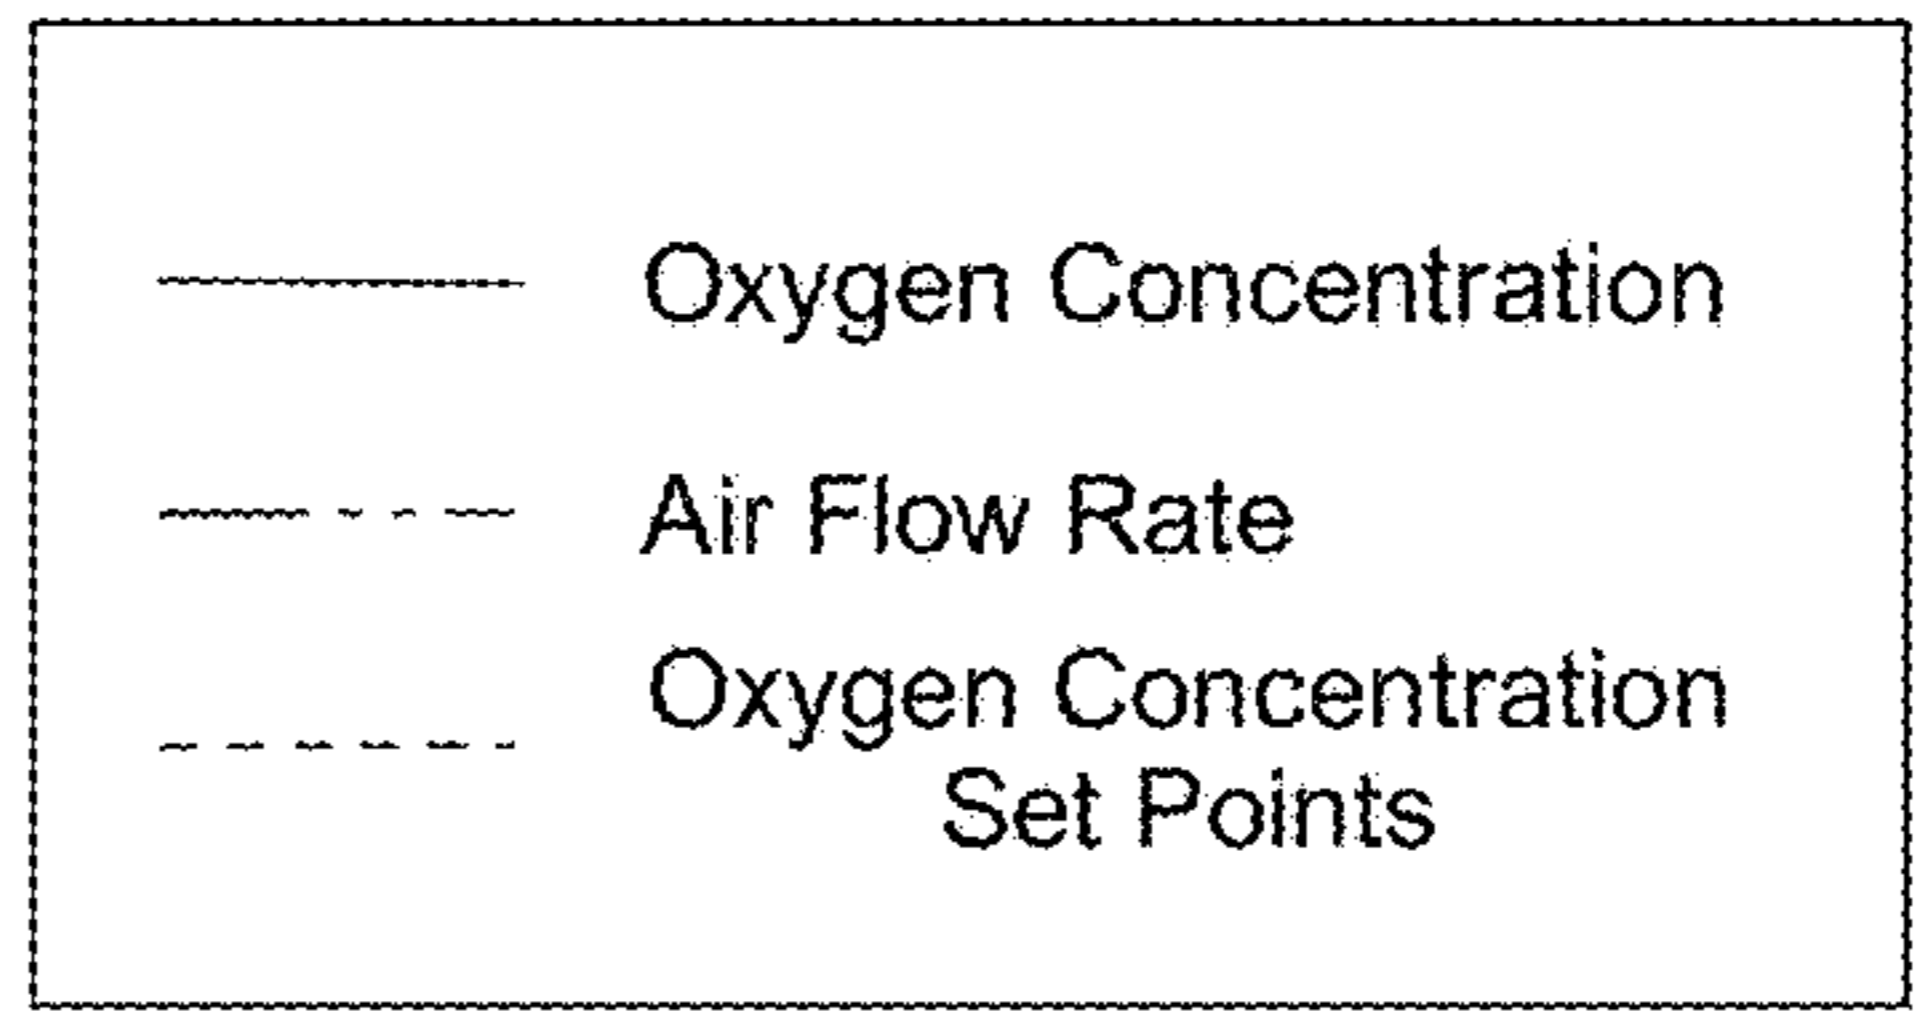 Oxygen Concentration
Air Flow Rate
Oxygen Concentration
Set Points